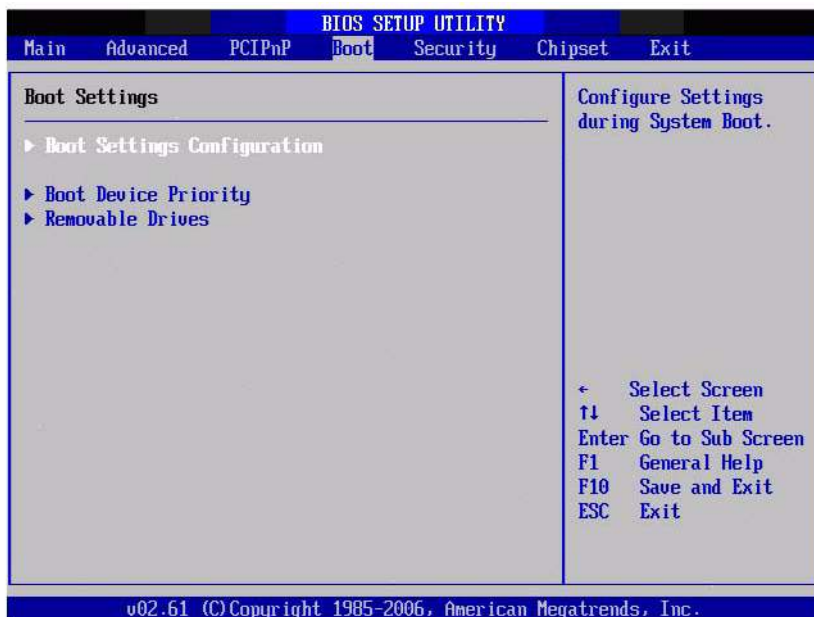 BIOS SETUP UTILITY
Main Advanced PCIPnP Boot Security Chipset Exit
Boot Settings
▶ Boot Settings Configuration
▶ Boot Device Priority
▶ Removable Drives
Configure Settings
during System Boot.
← Select Screen
↑↓ Select Item
Enter Go to Sub Screen
F1 General Help
F10 Save and Exit
ESC Exit
v02.61 (C)Copyright 1985-2006, American Megatrends, Inc.